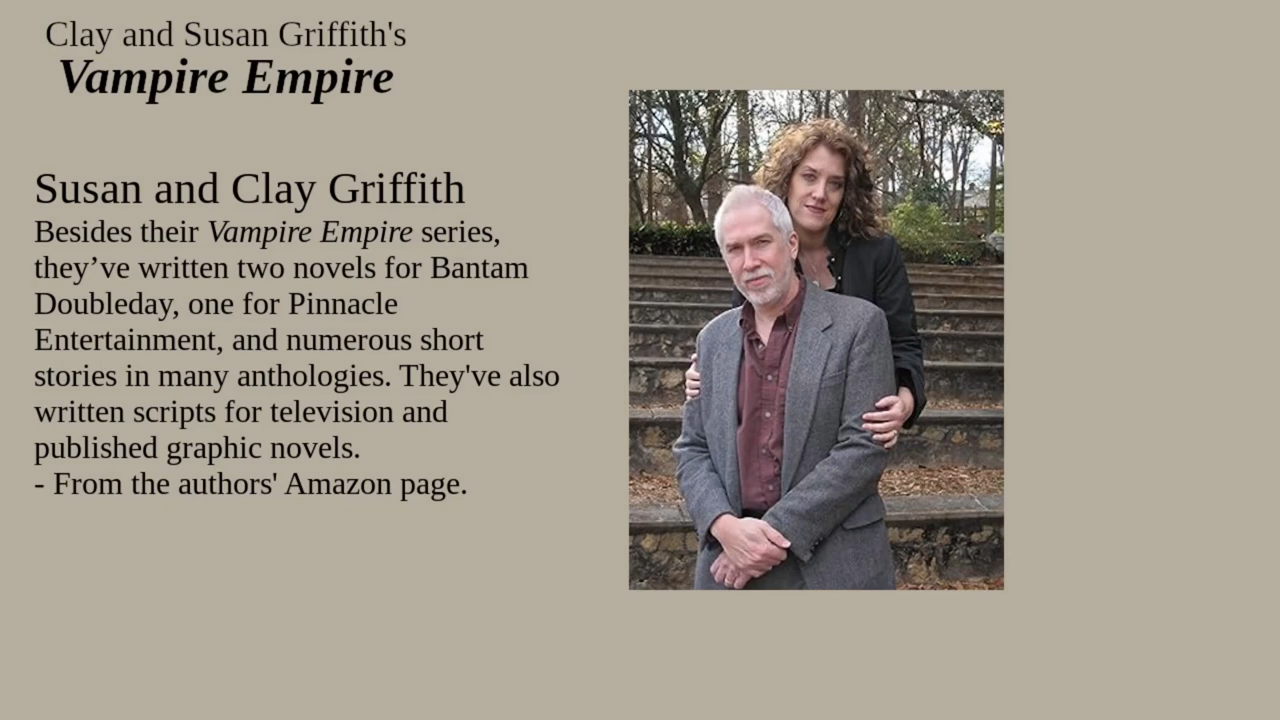 Clay and Susan Griffith's
Vampire Empire
Susan and Clay Griffith
Besides their Vampire Empire series,
they’ve written two novels for Bantam
Doubleday, one for Pinnacle
Entertainment, and numerous short
stories in many anthologies. They've also
written scripts for television and
published graphic novels.
- From the authors' Amazon page.